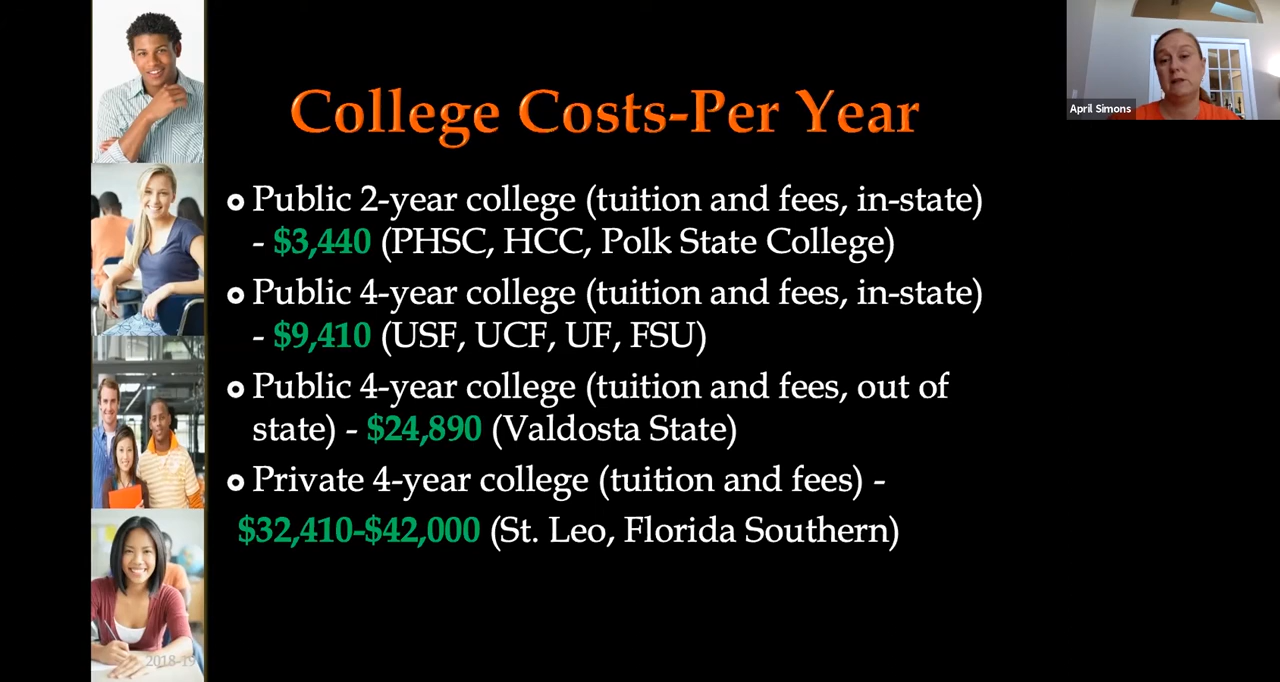 College Costs-Per Year
Public 2-year college (tuition and fees, in-state)
- $3,440 (PHSC, HCC, Polk State College)
Public 4-year college (tuition and fees, in-state)
- $9,410 (USF, UCF, UF, FSU)
Public 4-year college (tuition and fees, out of
state) - $24,890 (Valdosta State)
Private 4-year college (tuition and fees) -
$32,410-$42,000 (St. Leo, Florida Southern)
2018-19
April Simons